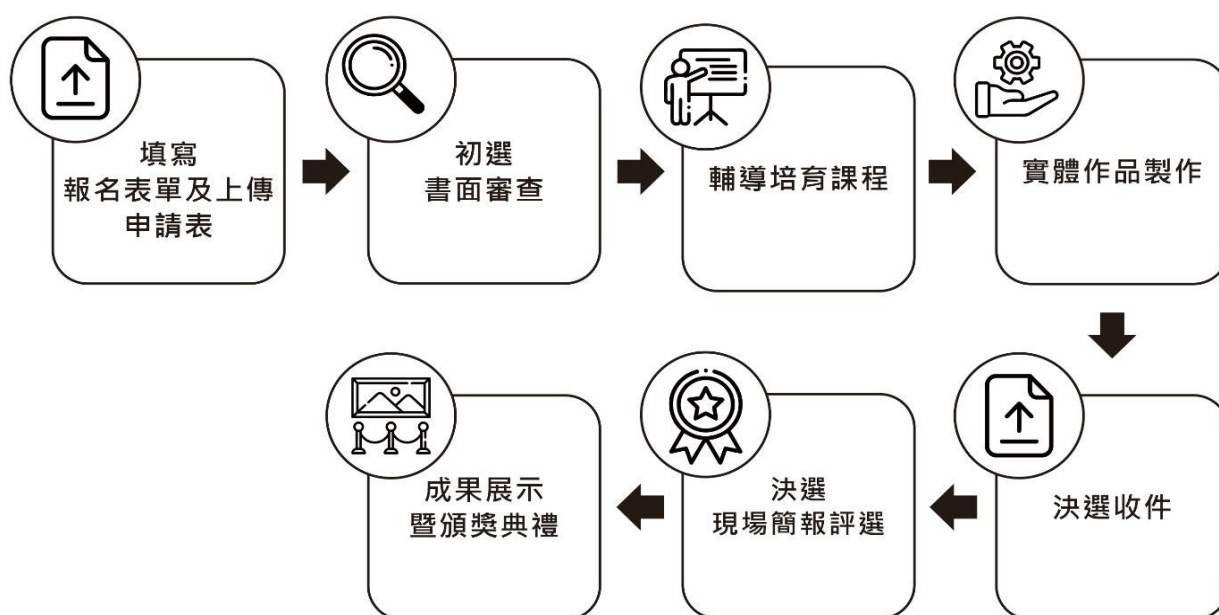 填寫
報名表單及上傳
申請表
初選
書面審查
輔導培育課程
實體作品製作
決選收件
決選
現場簡報評選
成果展示
暨頒獎典禮